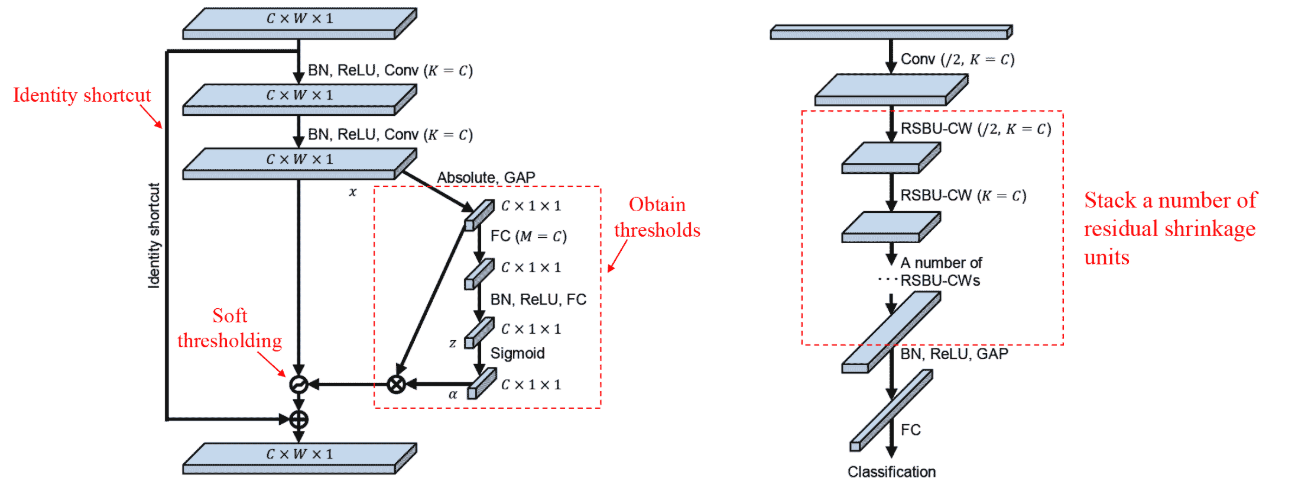 C × W × 1
BN, ReLU, Conv (K = C)
Identity shortcut
C × W × 1
BN, ReLU, Conv (K = C)
C × W × 1
x
Absolute, GAP
Identity shortcut
C × 1 × 1
Obtain
thresholds
FC (M = C)
C × 1 × 1
BN, ReLU, FC
Soft
thresholding
z
C × 1 × 1
Sigmoid
α
C × 1 × 1
C × W × 1
Conv (/2, K = C)
RSBU-CW (/2, K = C)
RSBU-CW (K = C)
Stack a number of
residual shrinkage
units
A number of
··· RSBU-CWs
BN, ReLU, GAP
FC
Classification